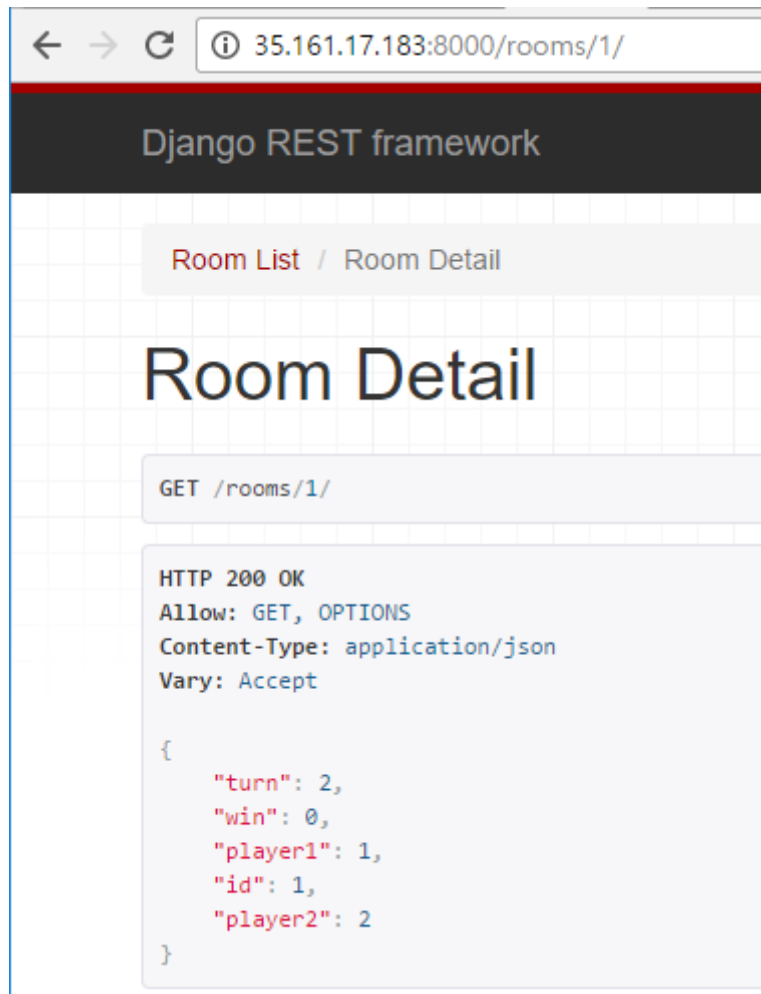 35.161.17.183:8000/rooms/1/
Django REST framework
Room List / Room Detail
Room Detail
GET /rooms/1/
HTTP 200 OK
Allow: GET, OPTIONS
Content-Type: application/json
Vary: Accept
{
    "turn": 2,
    "win": 0,
    "player1": 1,
    "id": 1,
    "player2": 2
}